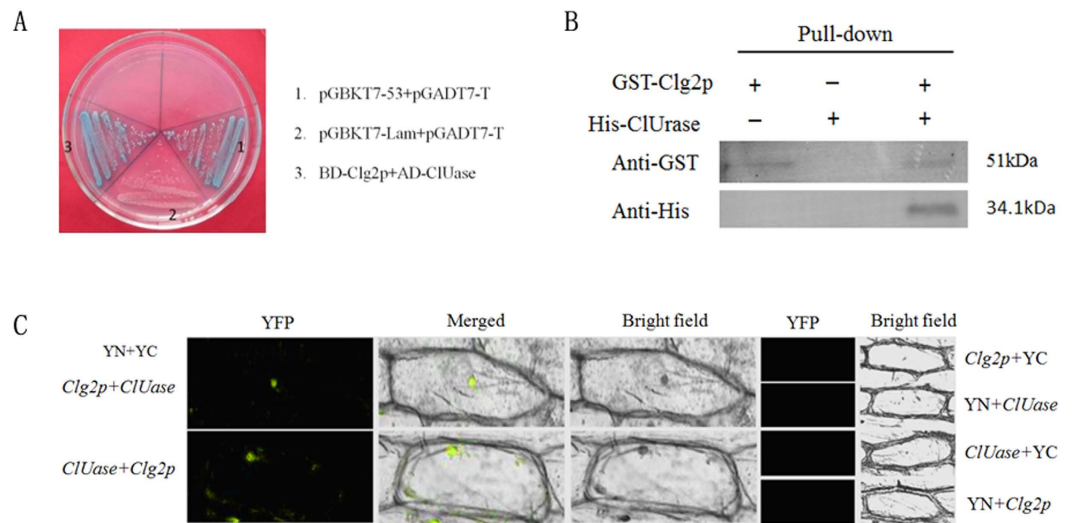 A
3
1
2
1. pGBKT7-53+pGADT7-T
2. pGBKT7-Lam+pGADT7-T
3. BD-Clg2p+AD-ClUase
B
Pull-down
GST-Clg2p + − +
His-ClUrase − + +
Anti-GST 51kDa
Anti-His 34.1kDa
C
YFP Merged Bright field YFP Bright field
YN+YC
Clg2p+ClUase
ClUase+Clg2p
Clg2p+YC
YN+ClUase
ClUase+YC
YN+Clg2p